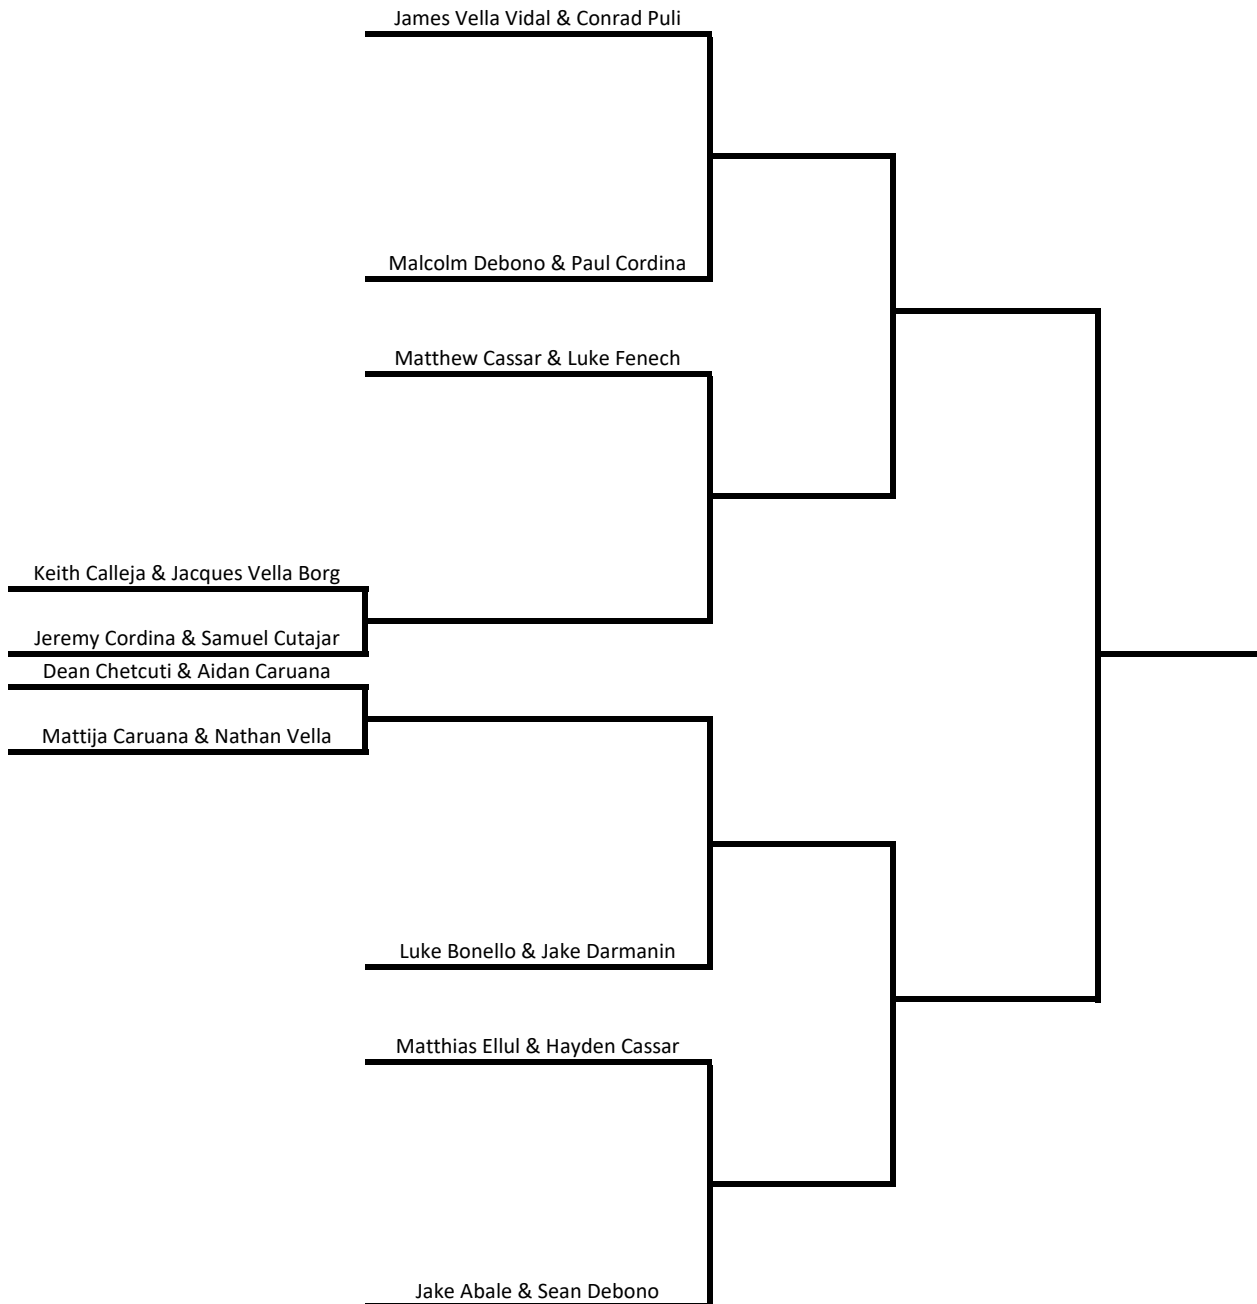 James Vella Vidal & Conrad Puli
Malcolm Debono & Paul Cordina
Matthew Cassar & Luke Fenech
Keith Calleja & Jacques Vella Borg
Jeremy Cordina & Samuel Cutajar
Dean Chetcuti & Aidan Caruana
Mattija Caruana & Nathan Vella
Luke Bonello & Jake Darmanin
Matthias Ellul & Hayden Cassar
Jake Abale & Sean Debono